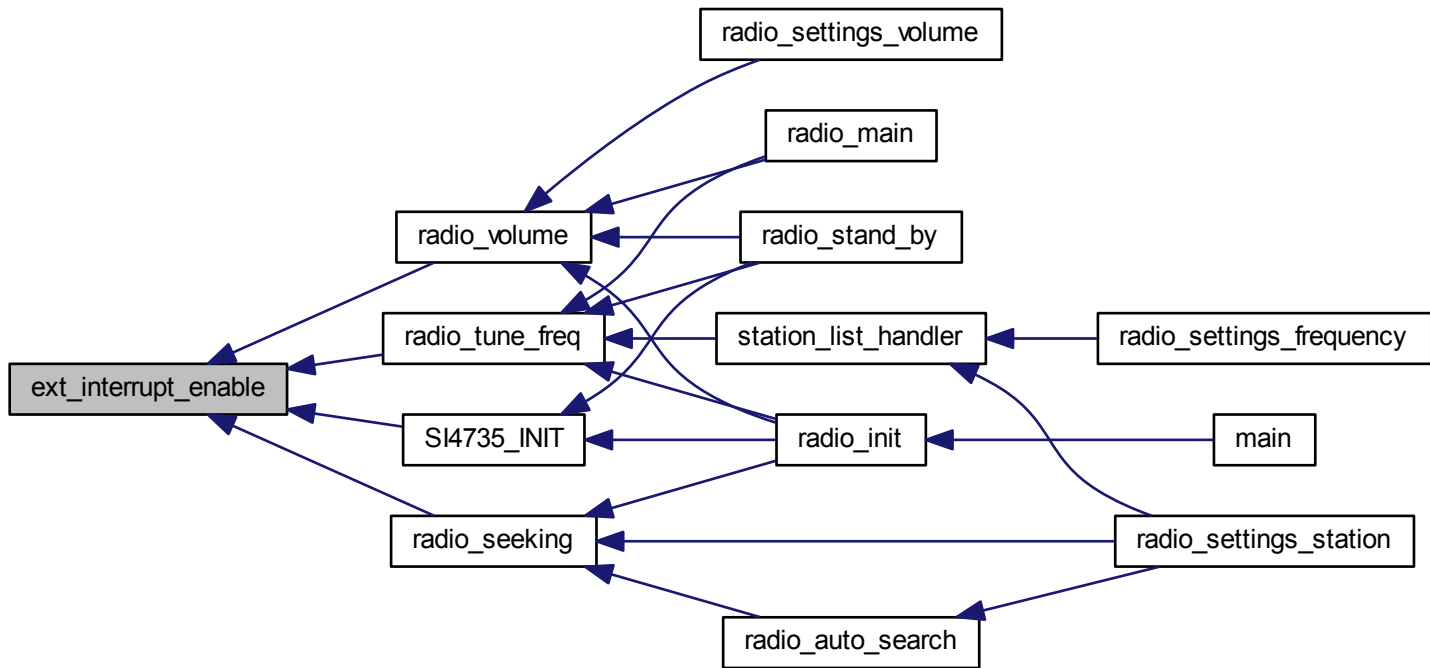 radio_settings_volume
radio_main
radio_volume
radio_stand_by
radio_tune_freq
station_list_handler
radio_settings_frequency
ext_interrupt_enable
SI4735_INIT
radio_init
main
radio_seeking
radio_settings_station
radio_auto_search